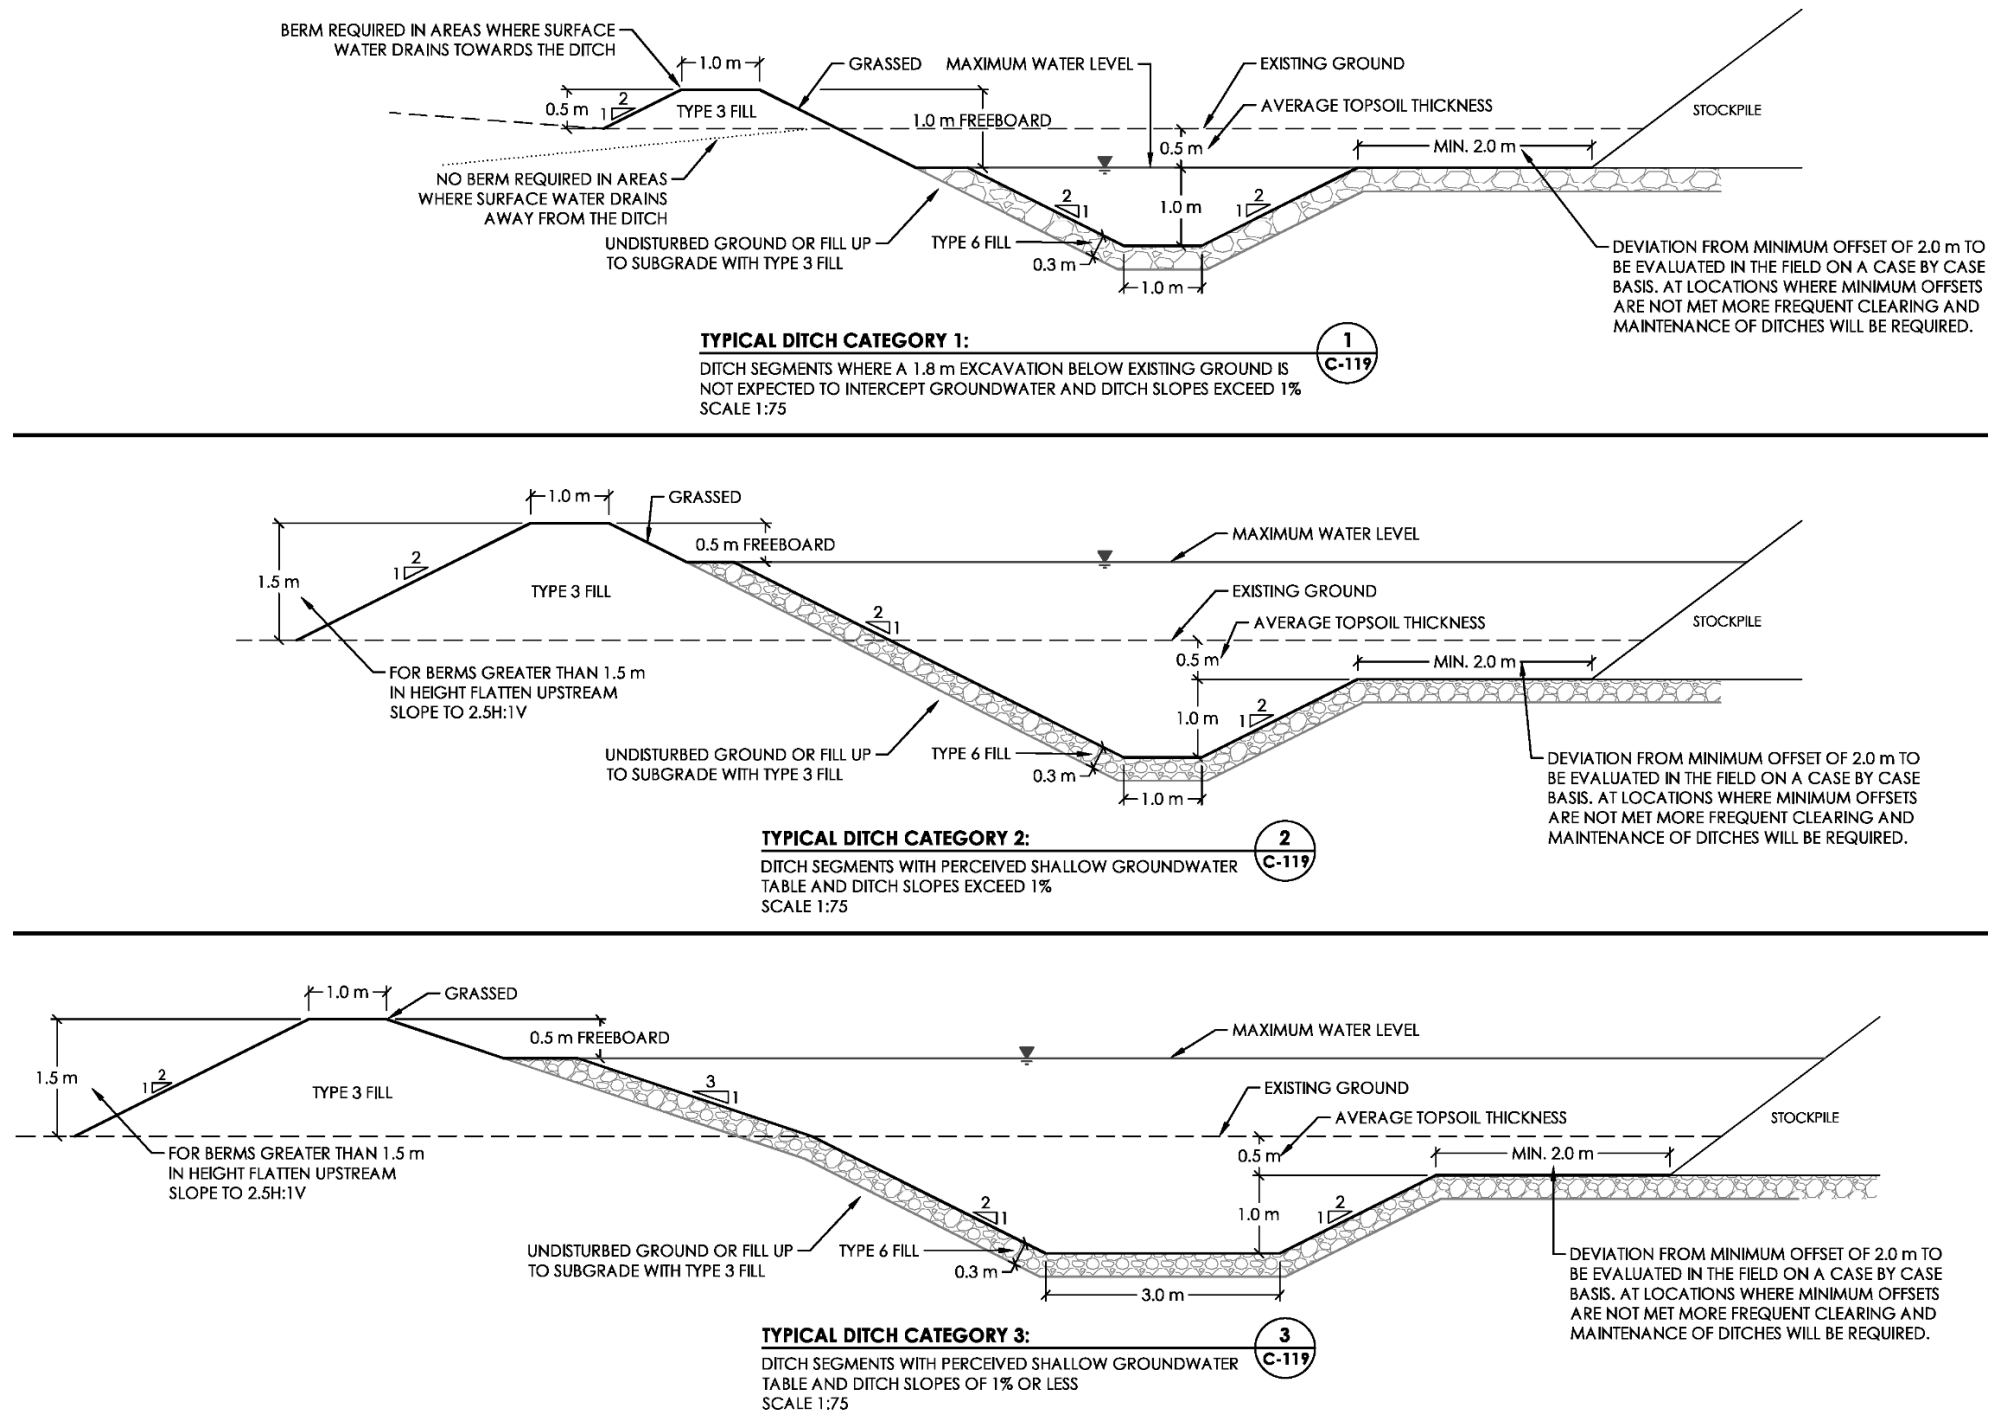 BERM REQUIRED IN AREAS WHERE SURFACE
WATER DRAINS TOWARDS THE DITCH
1.0 m
GRASSED
MAXIMUM WATER LEVEL
EXISTING GROUND
0.5 m
2
1
TYPE 3 FILL
1.0 m FREEBOARD
AVERAGE TOPSOIL THICKNESS
STOCKPILE
0.5 m
MIN. 2.0 m
NO BERM REQUIRED IN AREAS
WHERE SURFACE WATER DRAINS
AWAY FROM THE DITCH
2
1
1.0 m
2
1
UNDISTURBED GROUND OR FILL UP
TO SUBGRADE WITH TYPE 3 FILL
TYPE 6 FILL
0.3 m
1.0 m
DEVIATION FROM MINIMUM OFFSET OF 2.0 m TO
BE EVALUATED IN THE FIELD ON A CASE BY CASE
BASIS. AT LOCATIONS WHERE MINIMUM OFFSETS
ARE NOT MET MORE FREQUENT CLEARING AND
MAINTENANCE OF DITCHES WILL BE REQUIRED.
TYPICAL DITCH CATEGORY 1:
1
C-119
DITCH SEGMENTS WHERE A 1.8 m EXCAVATION BELOW EXISTING GROUND IS
NOT EXPECTED TO INTERCEPT GROUNDWATER AND DITCH SLOPES EXCEED 1%
SCALE 1:75
1.0 m
GRASSED
0.5 m FREEBOARD
MAXIMUM WATER LEVEL
1.5 m
2
1
TYPE 3 FILL
EXISTING GROUND
2
1
AVERAGE TOPSOIL THICKNESS
STOCKPILE
0.5 m
MIN. 2.0 m
FOR BERMS GREATER THAN 1.5 m
IN HEIGHT FLATTEN UPSTREAM
SLOPE TO 2.5H:1V
1.0 m
2
1
UNDISTURBED GROUND OR FILL UP
TO SUBGRADE WITH TYPE 3 FILL
TYPE 6 FILL
0.3 m
1.0 m
DEVIATION FROM MINIMUM OFFSET OF 2.0 m TO
BE EVALUATED IN THE FIELD ON A CASE BY CASE
BASIS. AT LOCATIONS WHERE MINIMUM OFFSETS
ARE NOT MET MORE FREQUENT CLEARING AND
MAINTENANCE OF DITCHES WILL BE REQUIRED.
TYPICAL DITCH CATEGORY 2:
2
C-119
DITCH SEGMENTS WITH PERCEIVED SHALLOW GROUNDWATER
TABLE AND DITCH SLOPES EXCEED 1%
SCALE 1:75
1.0 m
GRASSED
0.5 m FREEBOARD
MAXIMUM WATER LEVEL
1.5 m
2
1
TYPE 3 FILL
3
1
EXISTING GROUND
AVERAGE TOPSOIL THICKNESS
STOCKPILE
0.5 m
MIN. 2.0 m
FOR BERMS GREATER THAN 1.5 m
IN HEIGHT FLATTEN UPSTREAM
SLOPE TO 2.5H:1V
2
1
1.0 m
2
1
UNDISTURBED GROUND OR FILL UP
TO SUBGRADE WITH TYPE 3 FILL
TYPE 6 FILL
0.3 m
3.0 m
DEVIATION FROM MINIMUM OFFSET OF 2.0 m TO
BE EVALUATED IN THE FIELD ON A CASE BY CASE
BASIS. AT LOCATIONS WHERE MINIMUM OFFSETS
ARE NOT MET MORE FREQUENT CLEARING AND
MAINTENANCE OF DITCHES WILL BE REQUIRED.
TYPICAL DITCH CATEGORY 3:
3
C-119
DITCH SEGMENTS WITH PERCEIVED SHALLOW GROUNDWATER
TABLE AND DITCH SLOPES OF 1% OR LESS
SCALE 1:75